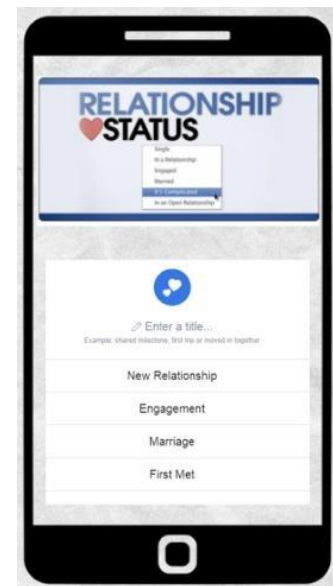 RELATIONSHIP
STATUS
Single
In a Relationship
Engaged
Married
It's Complicated
In an Open Relationship
Enter a title...
Example: shared milestone, first trip or moved in together
New Relationship
Engagement
Marriage
First Met